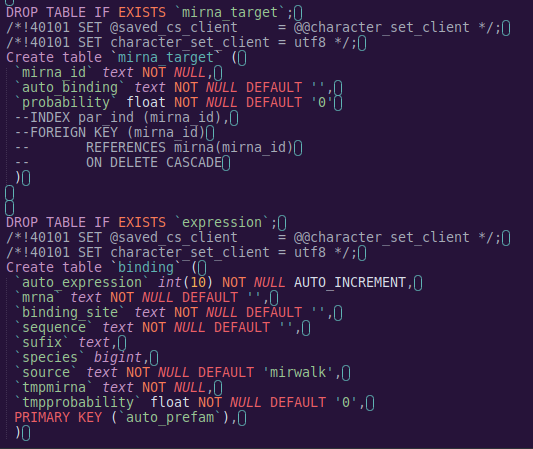 DROP TABLE IF EXISTS `mirna_target`;
/*!40101 SET @saved_cs_client     = @@character_set_client */;
/*!40101 SET character_set_client = utf8 */;
Create table `mirna_target` (
 `mirna_id` text NOT NULL,
 `auto_binding` text NOT NULL DEFAULT '',
 `probability` float NOT NULL DEFAULT '0'
 --INDEX par_ind (mirna_id),
 --FOREIGN KEY (mirna_id)
 --       REFERENCES mirna(mirna_id)
 --       ON DELETE CASCADE
 )
DROP TABLE IF EXISTS `expression`;
/*!40101 SET @saved_cs_client     = @@character_set_client */;
/*!40101 SET character_set_client = utf8 */;
Create table `binding` (
 `auto_expression` int(10) NOT NULL AUTO_INCREMENT,
 `mrna` text NOT NULL DEFAULT '',
 `binding_site` text NOT NULL DEFAULT '',
 `sequence` text NOT NULL DEFAULT '',
 `sufix` text,
 `species` bigint,
 `source` text NOT NULL DEFAULT 'mirwalk',
 `tmpmirna` text NOT NULL,
 `tmpprobability` float NOT NULL DEFAULT '0',
 PRIMARY KEY (`auto_prefam`),
 )